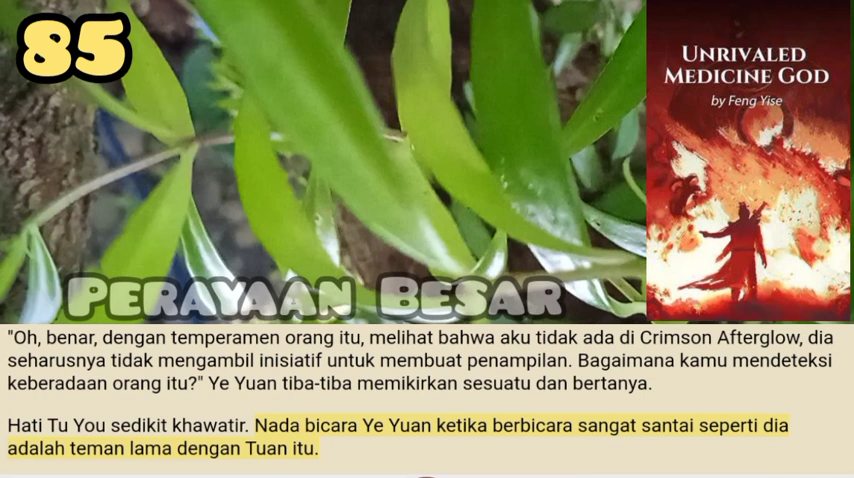 85
UNRIVALED
MEDICINE GOD
by Feng Yise
PERAYAAN BESAR
"Oh, benar, dengan temperamen orang itu, melihat bahwa aku tidak ada di Crimson Afterglow, dia
seharusnya tidak mengambil inisiatif untuk membuat penampilan. Bagaimana kamu mendeteksi
keberadaan orang itu?" Ye Yuan tiba-tiba memikirkan sesuatu dan bertanya.
Hati Tu You sedikit khawatir. Nada bicara Ye Yuan ketika berbicara sangat santai seperti dia
adalah teman lama dengan Tuan itu.